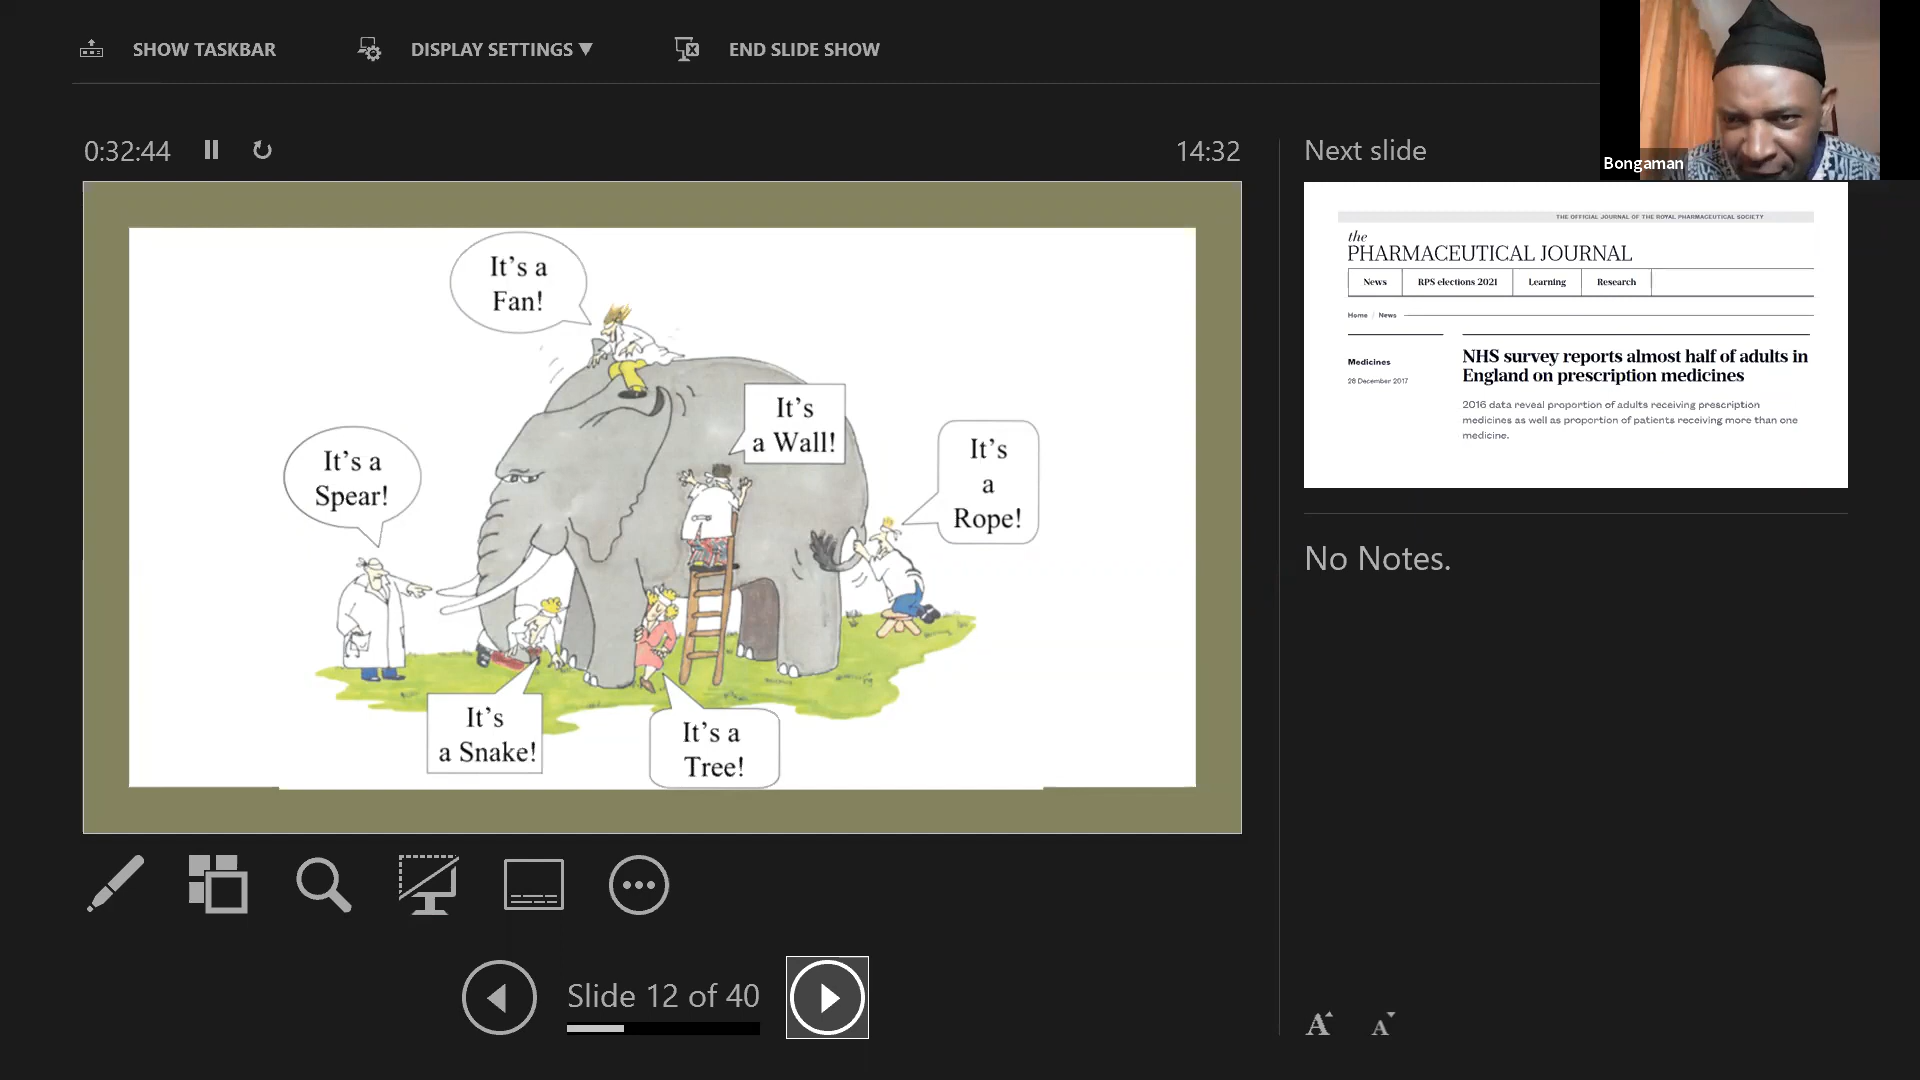 SHOW TASKBAR
DISPLAY SETTINGS ▼
END SLIDE SHOW
Bongaman
0:32:44
14:32
Next slide
It's a
Fan!
It's
a Wall!
It's
a
Rope!
It's a
Spear!
It's
a Snake!
It's a
Tree!
THE OFFICIAL JOURNAL OF THE ROYAL PHARMACEUTICAL SOCIETY
the
PHARMACEUTICAL JOURNAL
News
RPS elections 2021
Learning
Research
Home / News
Medicines
28 December 2017
NHS survey reports almost half of adults in
England on prescription medicines
2016 data reveal proportion of adults receiving prescription
medicines as well as proportion of patients receiving more than one
medicine.
No Notes.
Slide 12 of 40
A A